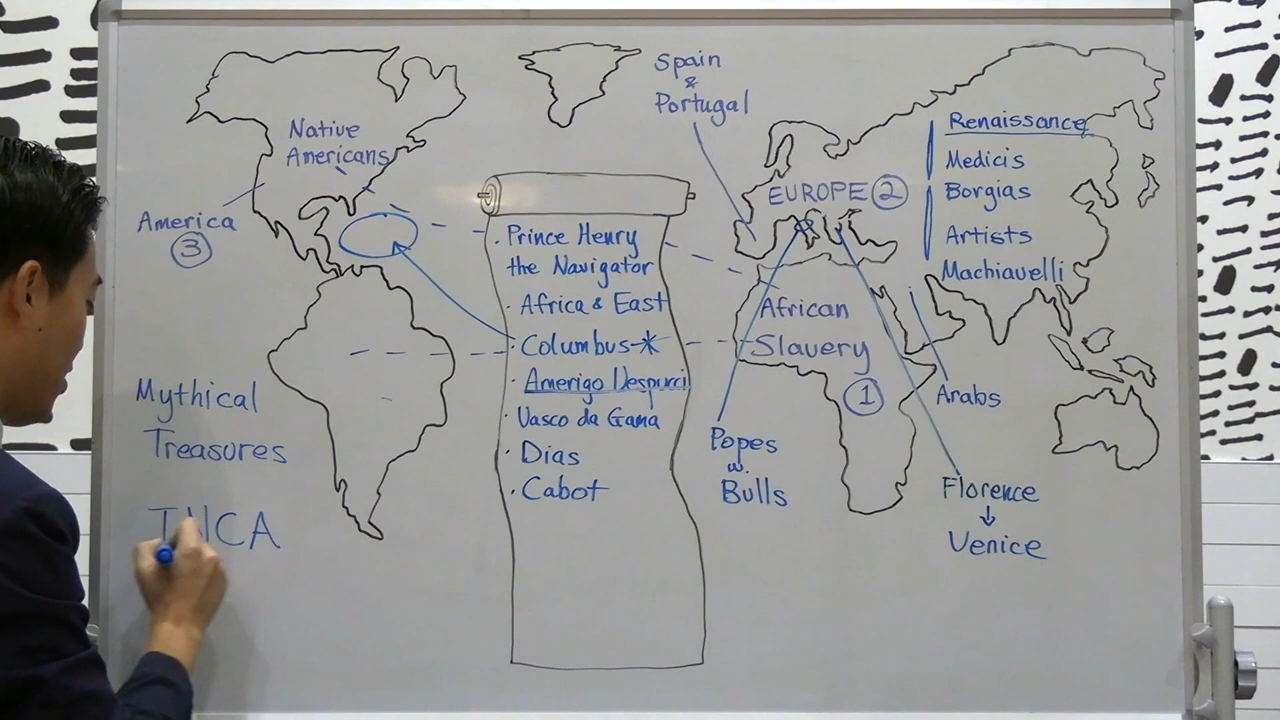 Spain
&
Portugal
Native
Americans
America
③
EUROPE ②
Renaissance
Medicis
Borgias
Artists
Machiavelli
· Prince Henry
the Navigator
· Africa & East
· Columbus-*
· Amerigo Vespucci
· Vasco da Gama
· Dias
· Cabot
African
Slavery
①
Arabs
Popes
w.
Bulls
Florence
↓
Venice
Mythical
Treasures
INCA